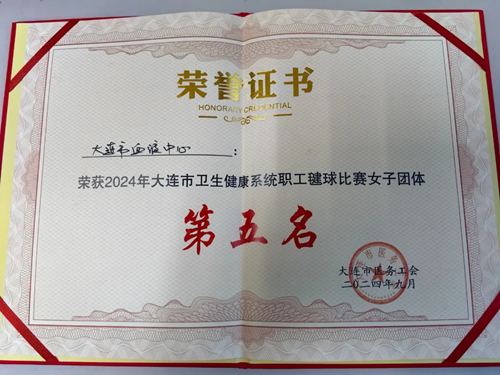 荣誉证书
HONORARY CREDENTIAL
大连市血液中心：
荣获2024年大连市卫生健康系统职工毽球比赛女子团体
第五名
大连市医务工会
二〇二四年九月